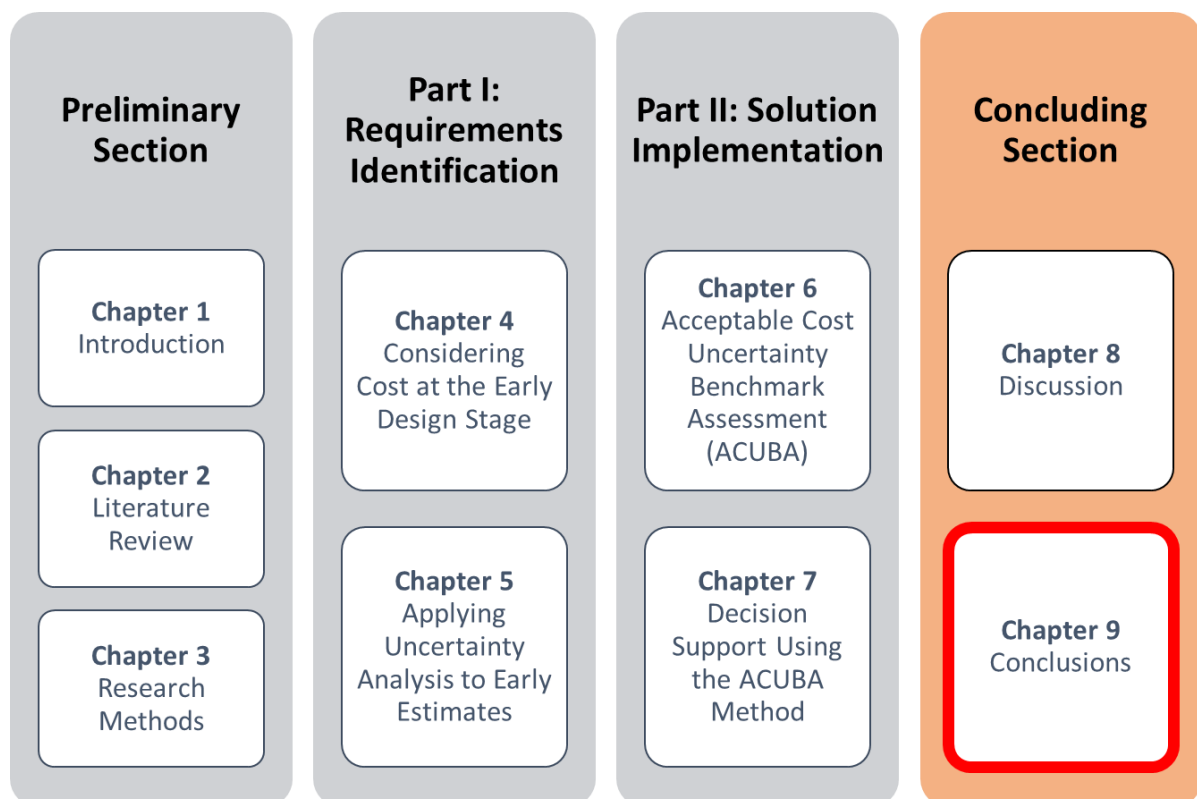 Preliminary
Section
Chapter 1
Introduction
Chapter 2
Literature
Review
Chapter 3
Research
Methods
Part I:
Requirements
Identification
Chapter 4
Considering
Cost at the Early
Design Stage
Chapter 5
Applying
Uncertainty
Analysis to Early
Estimates
Part II: Solution
Implementation
Chapter 6
Acceptable Cost
Uncertainty
Benchmark
Assessment
(ACUBA)
Chapter 7
Decision
Support Using
the ACUBA
Method
Concluding
Section
Chapter 8
Discussion
Chapter 9
Conclusions